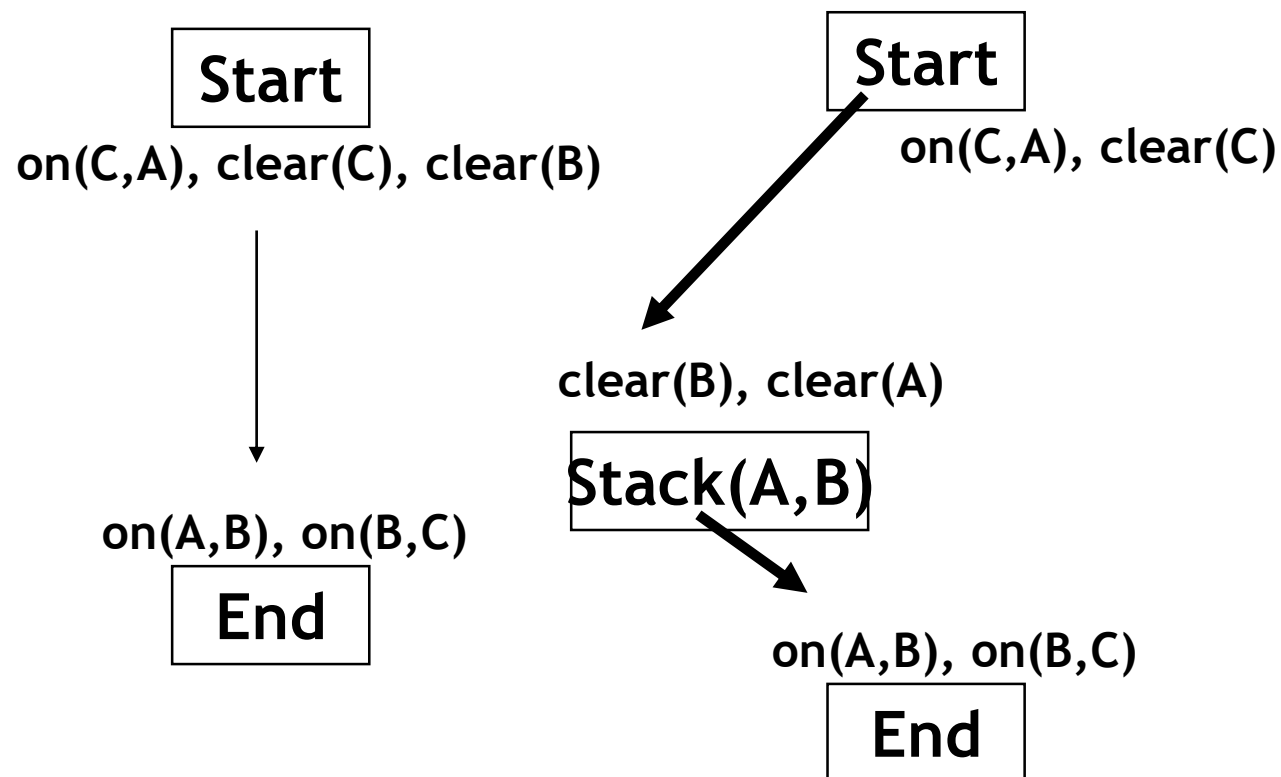 Start
on(C,A), clear(C), clear(B)
on(A,B), on(B,C)
End
Start
on(C,A), clear(C)
clear(B), clear(A)
Stack(A,B)
on(A,B), on(B,C)
End